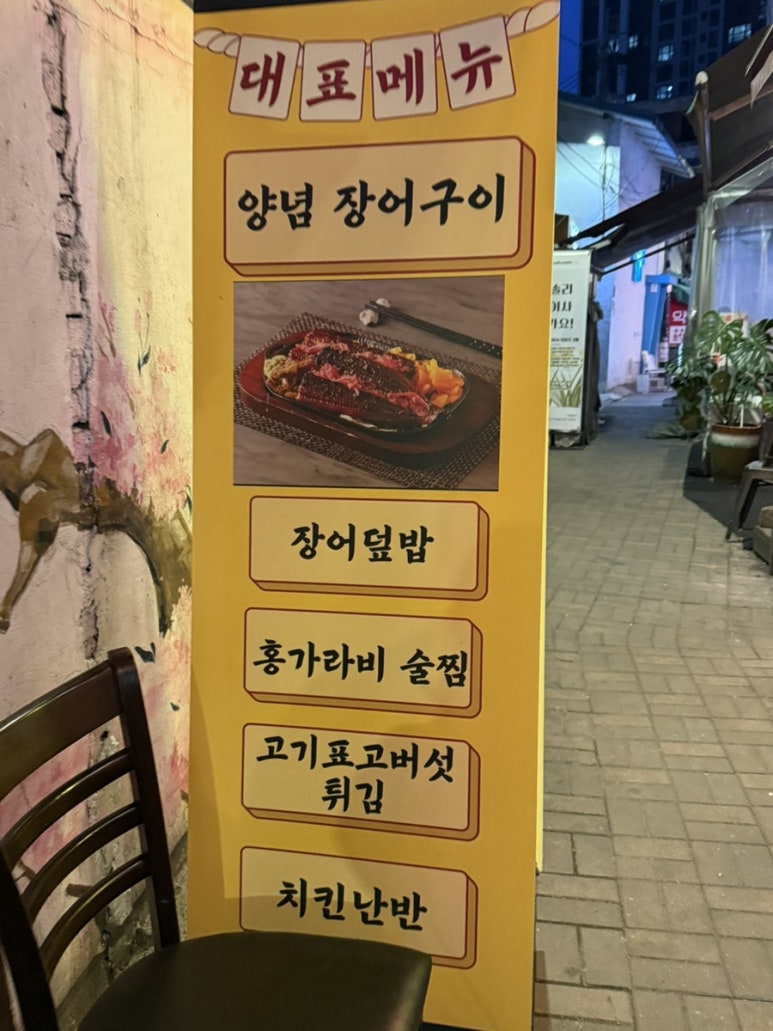 대표메뉴
양념 장어구이
장어덮밥
홍가라비 술찜
고기표고버섯
튀김
치킨난반